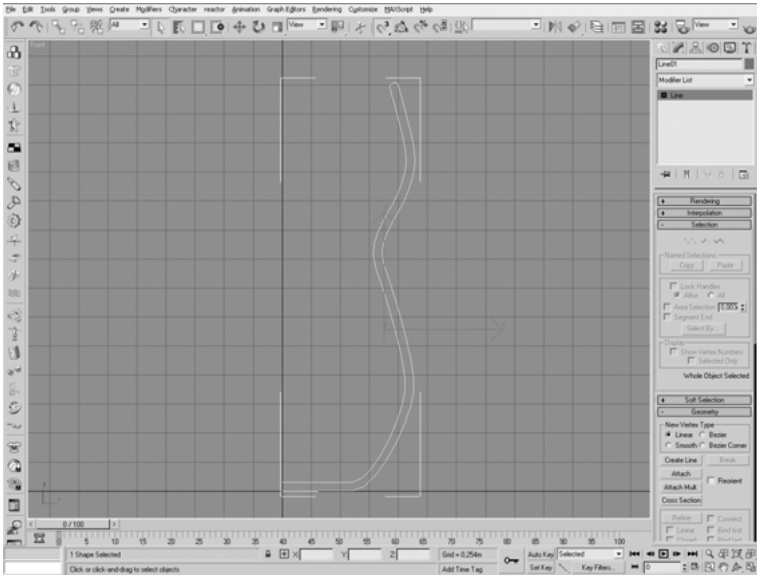 File Edit Tools Group Views Create Modifiers Character reactor Animation Graph Editors Rendering Customize MAXScript Help
All View View
Front
Line01
Modifier List
Line
+ Rendering
+ Interpolation
- Selection
Named Selections:
Copy Paste
Lock Handles
Alike All
Area Selection:
Segment End
Select By...
Display
Show Vertex Numbers
Selected Only
Whole Object Selected
+ Soft Selection
- Geometry
New Vertex Type
Linear Bezier
Smooth Bezier Corner
Create Line Break
Attach
Reorient
Attach Mult.
Cross Section
Refine Connect
Linear Bind first
Closed Bind last
z
< 0 / 100 >
0 5 10 15 20 25 30 35 40 45 50 55 60 65 70 75 80 85 90 95 100
1 Shape Selected X: Y: Z: Grid = 0,254m Auto Key Selected
Click or click-and-drag to select objects Add Time Tag Set Key Key Filters... 0